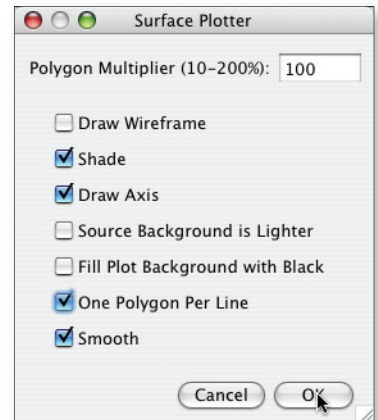 Surface Plotter
Polygon Multiplier (10-200%): 100
Draw Wireframe
Shade
Draw Axis
Source Background is Lighter
Fill Plot Background with Black
One Polygon Per Line
Smooth
Cancel OK